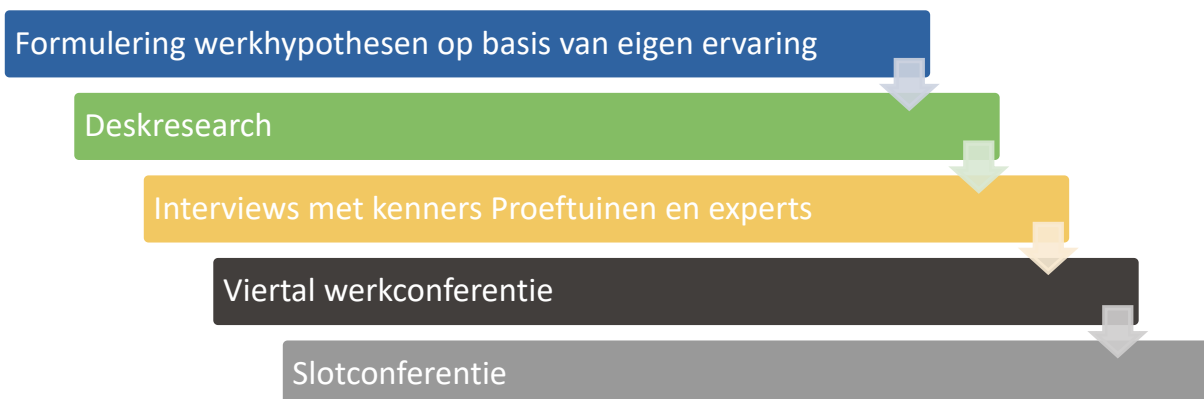 Formulering werkhypothesen op basis van eigen ervaring
Deskresearch
Interviews met kenners Proeftuinen en experts
Viertal werkconferentie
Slotconferentie